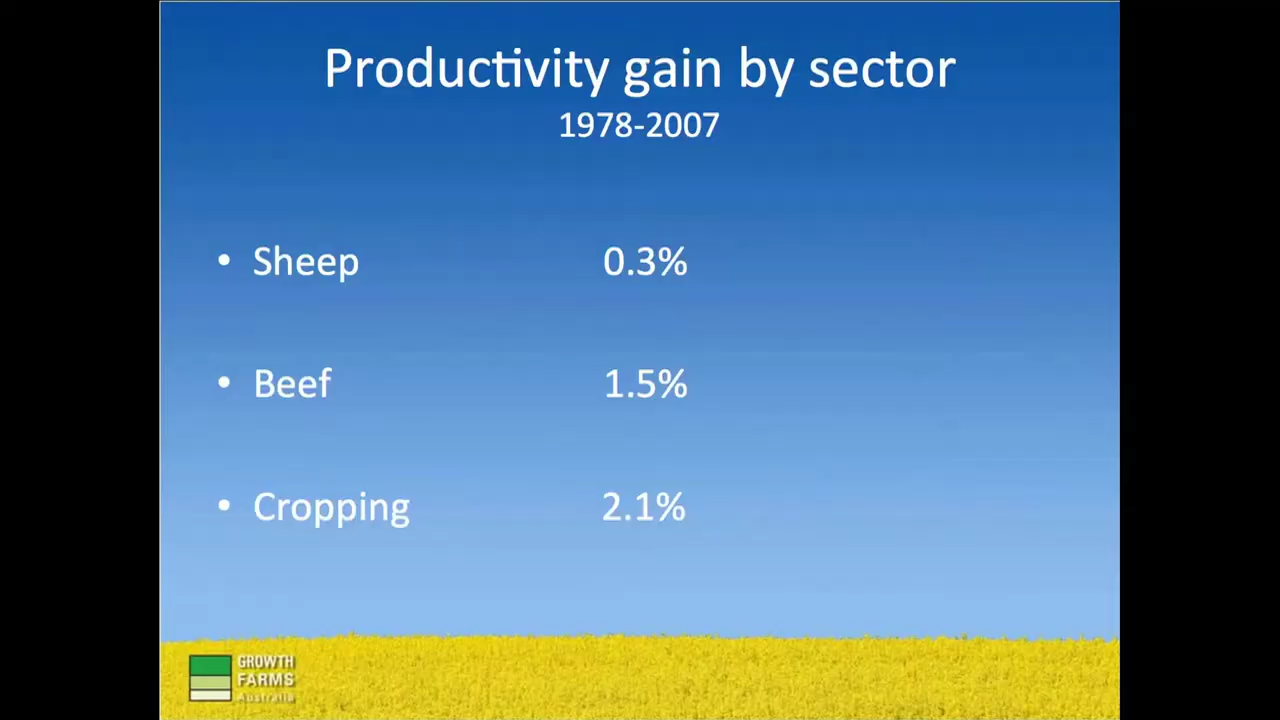 Productivity gain by sector
1978-2007
• Sheep 0.3%
• Beef 1.5%
• Cropping 2.1%
GROWTH
FARMS
Australia